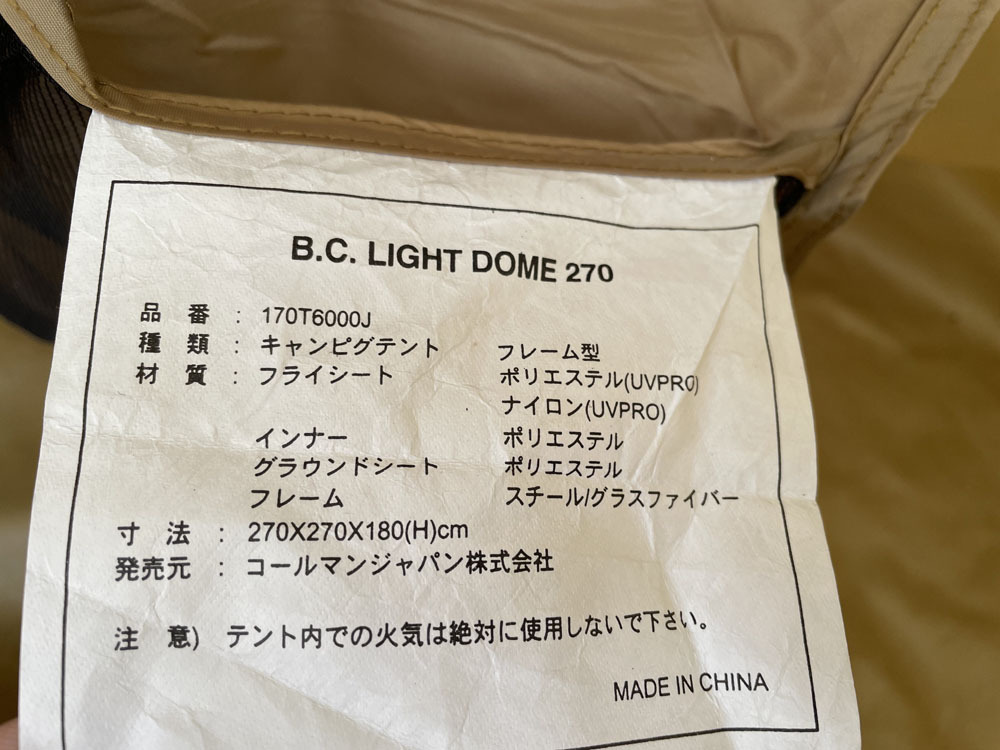 B.C. LIGHT DOME 270
品 番 : 170T6000J
種 類 : キャンピグテント フレーム型
材 質 : フライシート ポリエステル(UVPRO)
ナイロン(UVPRO)
インナー ポリエステル
グラウンドシート ポリエステル
フレーム スチール/グラスファイバー
寸 法 : 270X270X180(H)cm
発売元 : コールマンジャパン株式会社
注 意) テント内での火気は絶対に使用しないで下さい。
MADE IN CHINA